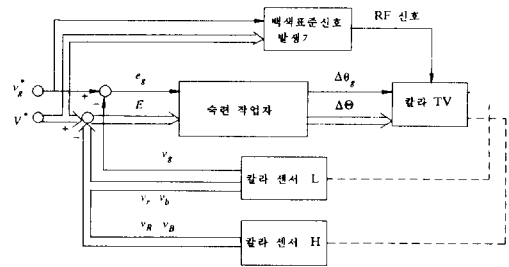 백색표준신호
발생7
RF 신호
v_g^*
V^*
+
−
+
−
e_g
E
숙련 작업자
Δθ_g
ΔΘ
칼라 TV
v_g
칼라 센서 L
v_r v_b
v_R v_B
칼라 센서 H